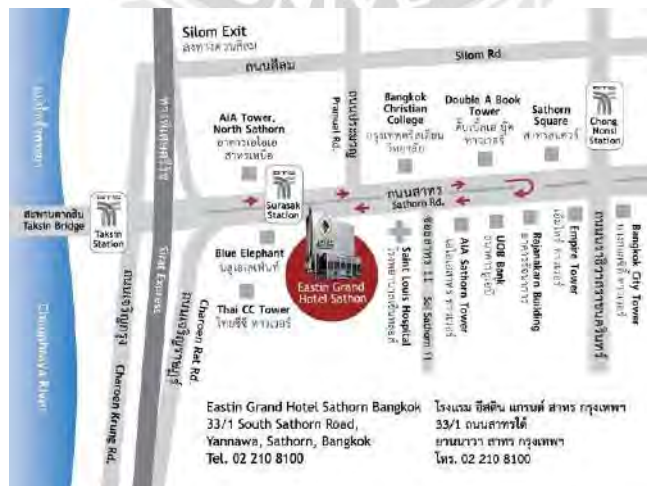 Silom Exit
ลงทางด่วนสีลม
ถนนสีลม
Silom Rd.
AIA Tower,
North Sathorn
อาคารเอไอเอ
สาทรเหนือ
ถนนประมวญ
Pramual Rd.
Bangkok
Christian
College
กรุงเทพคริสเตียน
วิทยาลัย
Double A Book
Tower
ดับเบิ้ลเอ บุ๊ค
ทาวเวอร์
Sathorn
Square
สาทรสแควร์
BTS
Chong
Nonsi
Station
แม่น้ำเจ้าพระยา
ทางพิเศษศรีรัช
สะพานตากสิน
Taksin Bridge
BTS
Taksin
Station
BTS
Surasak
Station
ถนนสาทร
Sathorn Rd.
Blue Elephant
บลูเอเลฟเฟ่นท์
Thai CC Tower
ไทยซีซี ทาวเวอร์
Eastin Grand
Hotel Sathon
Saint Louis Hospital
โรงพยาบาลเซนต์หลุยส์
ซอยสาทร 11 Soi Sathorn 11
AIA Sathorn Tower
เอไอเอสาทร ทาวเวอร์
UOB Bank
ธนาคารยูโอบี
Rajanakarn Building
อาคารรัจนาการ
Empire Tower
เอ็มไพร์ ทาวเวอร์
ถนนนราธิวาสราชนครินทร์
Bangkok City Tower
บางกอกซิตี้ ทาวเวอร์
Chaophraya River
ถนนเจริญกรุง
Charoen Krung Rd.
Sirat Express
ถนนเจริญราษฎร์
Charoen Rat Rd.
Eastin Grand Hotel Sathorn Bangkok
33/1 South Sathorn Road,
Yannawa, Sathorn, Bangkok
Tel. 02 210 8100
โรงแรม อีสติน แกรนด์ สาทร กรุงเทพฯ
33/1 ถนนสาทรใต้
ยานนาวา สาทร กรุงเทพฯ
โทร. 02 210 8100